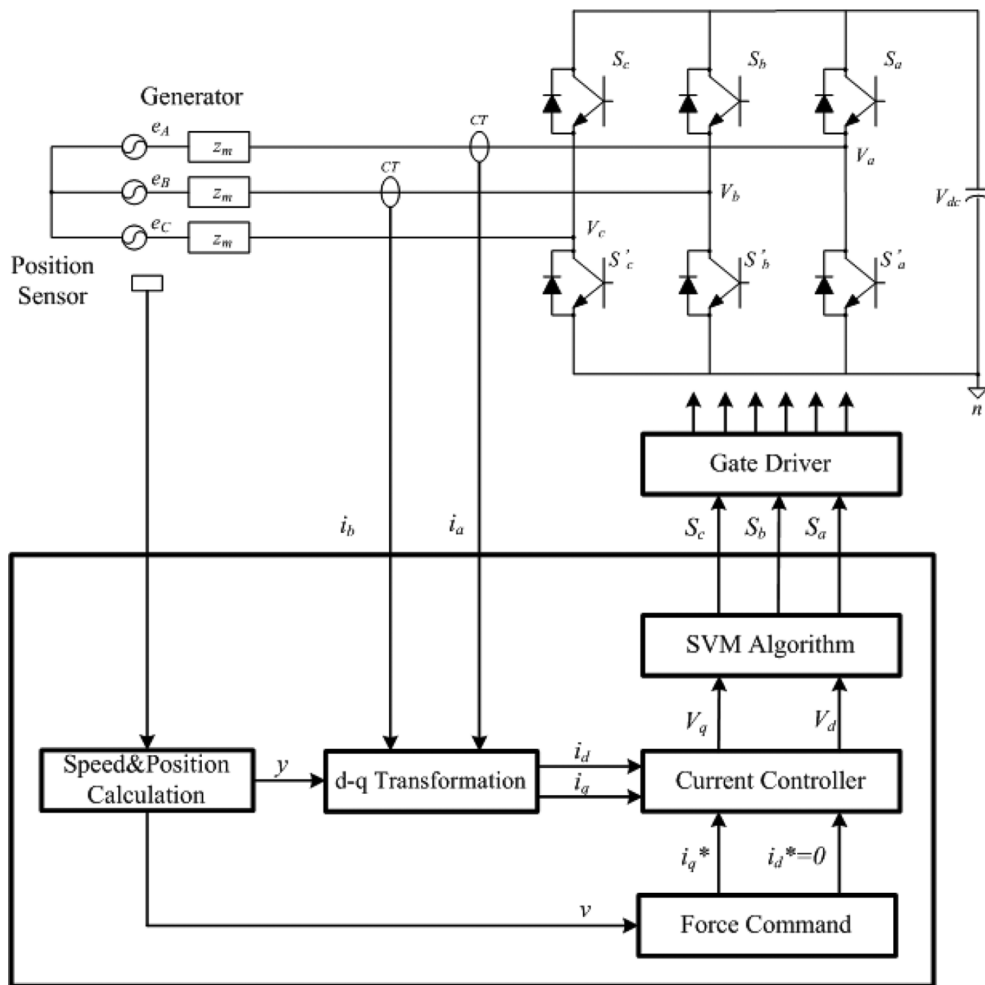 S_c
S_b
S_a
Generator
e_A
z_m
CT
V_a
e_B
z_m
CT
V_b
V_dc
e_C
z_m
V_c
Position
Sensor
S'_c
S'_b
S'_a
n
Gate Driver
i_b
i_a
S_c
S_b
S_a
SVM Algorithm
V_q
V_d
Speed&Position
Calculation
y
d-q Transformation
i_d
i_q
Current Controller
i_q*
i_d*=0
v
Force Command